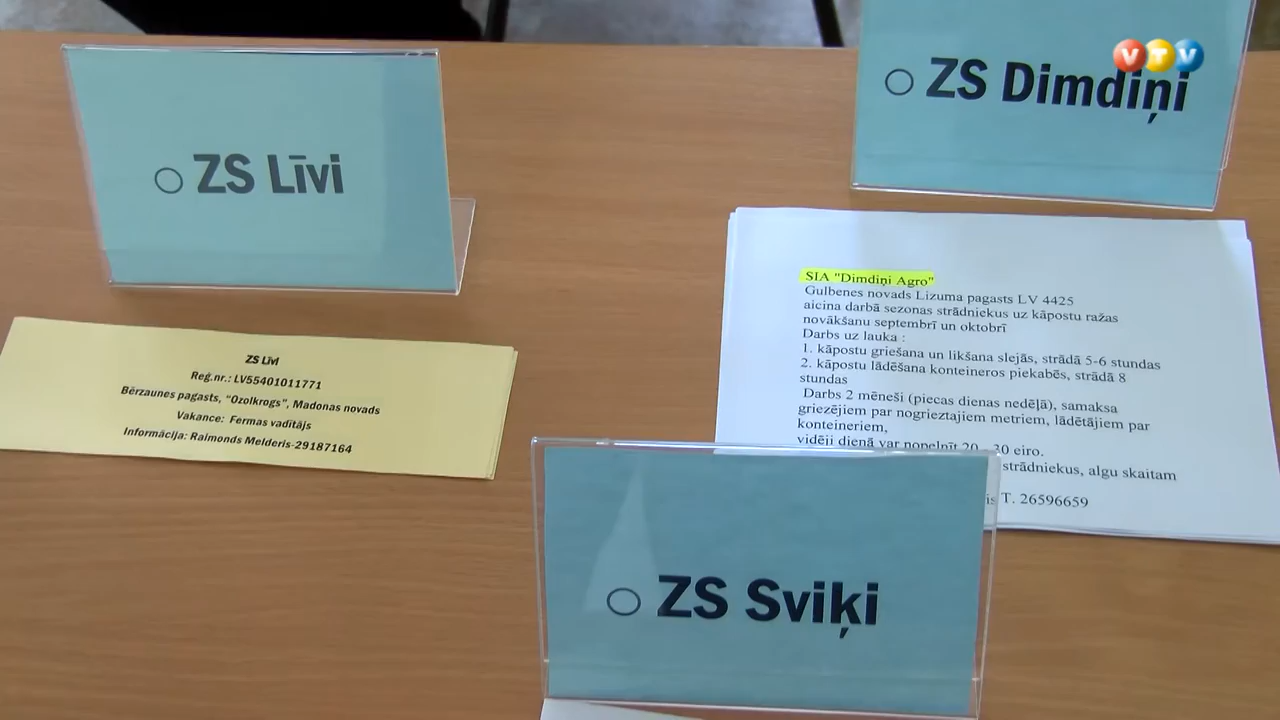 VTV
ZS Līvi
ZS Dimdiņi
ZS Līvi
Reģ.nr.: LV55401011771
Bērzaunes pagasts, "Ozolkrogs", Madonas novads
Vakance: Fermas vadītājs
Informācija: Raimonds Melderis-29187164
SIA "Dimdiņi Agro"
Gulbenes novads Lizuma pagasts LV 4425
aicina darbā sezonas strādniekus uz kāpostu ražas
novākšanu septembrī un oktobrī
Darbs uz lauka :
1. kāpostu griešana un likšana slejās, strādā 5-6 stundas
2. kāpostu lādēšana konteineros piekabēs, strādā 8
stundas
Darbs 2 mēneši (piecas dienas nedēļā), samaksa
griezējiem par nogrieztajiem metriem, lādētājiem par
konteineriem,
vidēji dienā var nopelnīt 20 - 30 eiro.
strādniekus, algu skaitam
T. 26596659
ZS Sviķi